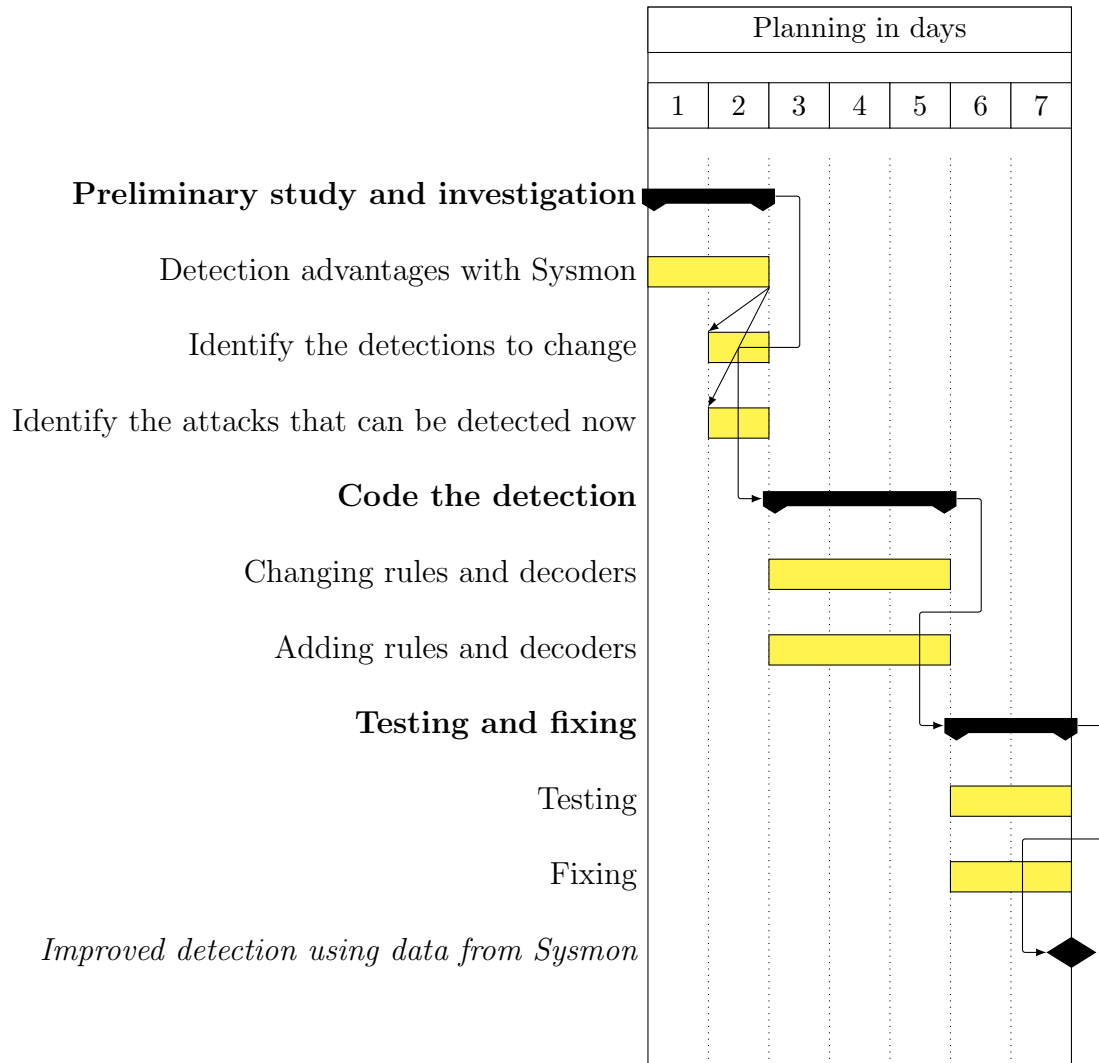 Planning in days
1 2 3 4 5 6 7
Preliminary study and investigation
Detection advantages with Sysmon
Identify the detections to change
Identify the attacks that can be detected now
Code the detection
Changing rules and decoders
Adding rules and decoders
Testing and fixing
Testing
Fixing
Improved detection using data from Sysmon